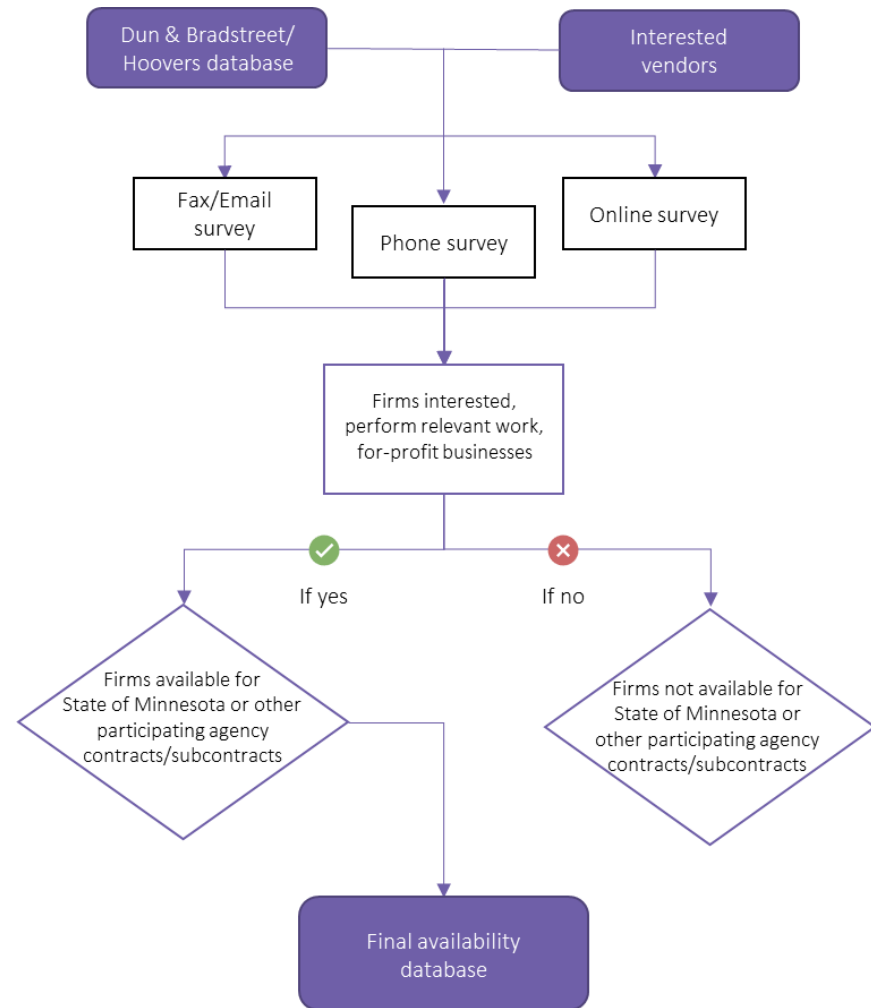 Dun & Bradstreet/
Hoovers database
Interested
vendors
Fax/Email
survey
Phone survey
Online survey
Firms interested,
perform relevant work,
for-profit businesses
If yes
If no
Firms available for
State of Minnesota or other
participating agency
contracts/subcontracts
Firms not available for
State of Minnesota or
other participating agency
contracts/subcontracts
Final availability
database